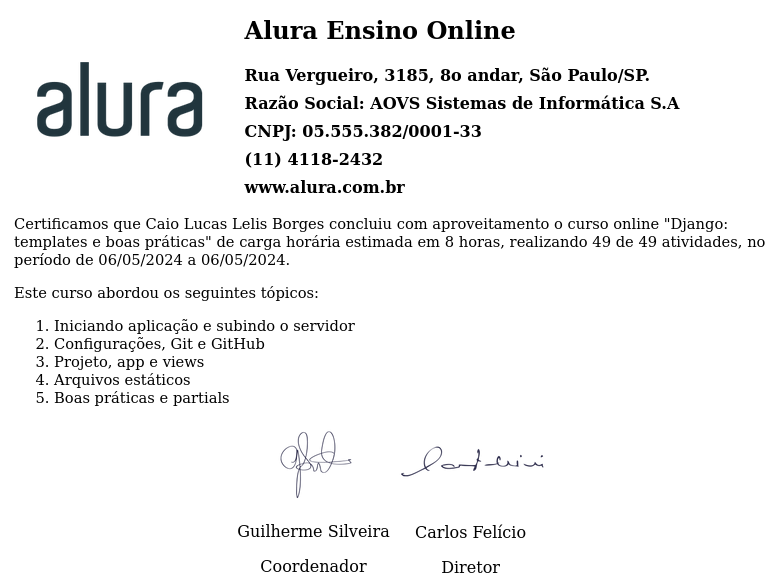 alura
Alura Ensino Online
Rua Vergueiro, 3185, 8o andar, São Paulo/SP.
Razão Social: AOVS Sistemas de Informática S.A
CNPJ: 05.555.382/0001-33
(11) 4118-2432
www.alura.com.br
Certificamos que Caio Lucas Lelis Borges concluiu com aproveitamento o curso online "Django:
templates e boas práticas" de carga horária estimada em 8 horas, realizando 49 de 49 atividades, no
período de 06/05/2024 a 06/05/2024.
Este curso abordou os seguintes tópicos:
1. Iniciando aplicação e subindo o servidor
2. Configurações, Git e GitHub
3. Projeto, app e views
4. Arquivos estáticos
5. Boas práticas e partials
Guilherme Silveira Carlos Felício
Coordenador Diretor